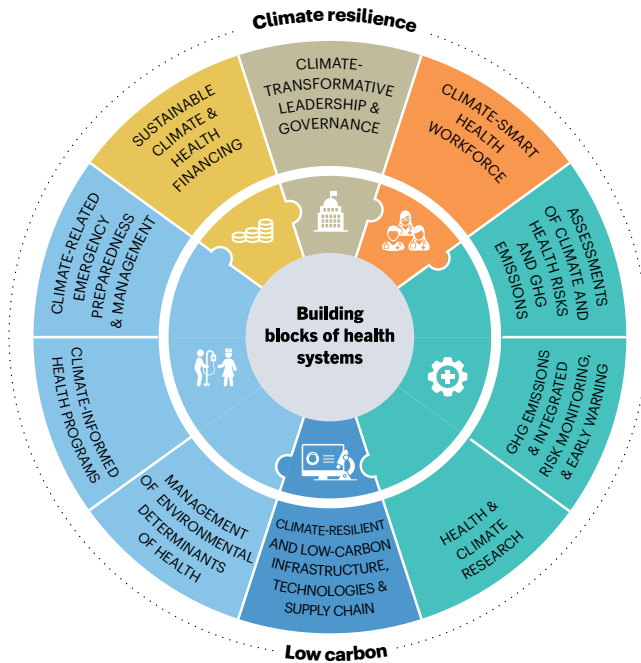 Climate resilience
CLIMATE-
TRANSFORMATIVE
LEADERSHIP &
GOVERNANCE
CLIMATE-SMART
HEALTH
WORKFORCE
ASSESSMENTS
OF CLIMATE AND
HEALTH RISKS
AND GHG
EMISSIONS
GHG EMISSIONS
& INTEGRATED
RISK MONITORING,
& EARLY WARNING
HEALTH &
CLIMATE
RESEARCH
CLIMATE-RESILIENT
AND LOW-CARBON
INFRASTRUCTURE,
TECHNOLOGIES &
SUPPLY CHAIN
MANAGEMENT
OF ENVIRONMENTAL
DETERMINANTS
OF HEALTH
CLIMATE-INFORMED
HEALTH PROGRAMS
CLIMATE-RELATED
EMERGENCY
PREPAREDNESS
& MANAGEMENT
SUSTAINABLE
CLIMATE &
HEALTH
FINANCING
Building
blocks of health
systems
Low carbon